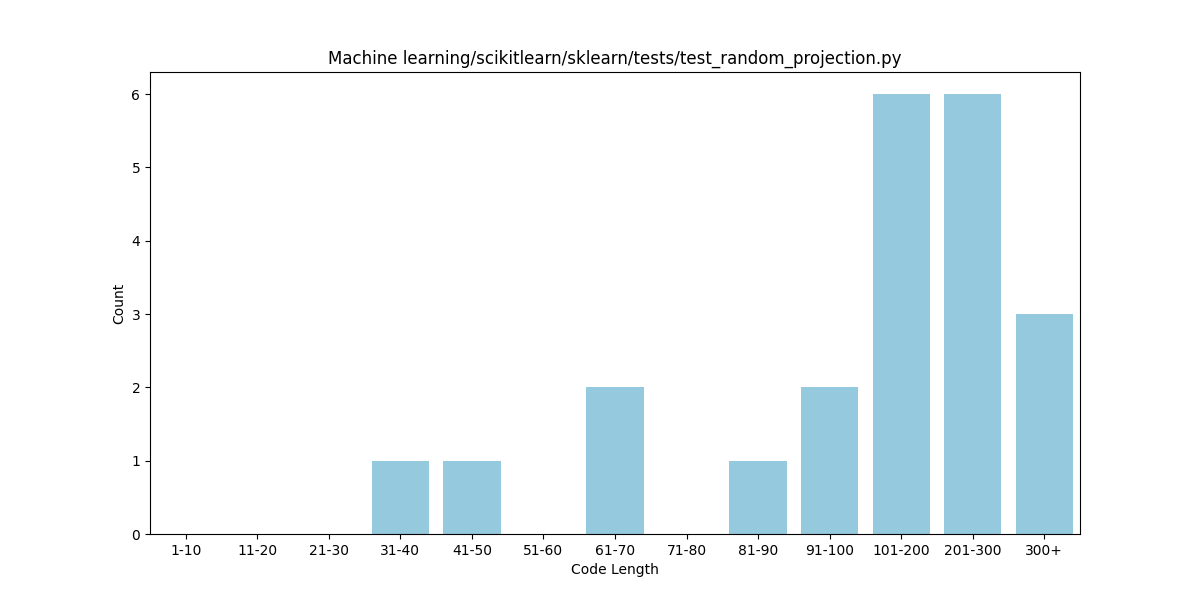 Machine learning/scikitlearn/sklearn/tests/test_random_projection.py
6
5
4
3
2
1
0
Count
1-10 11-20 21-30 31-40 41-50 51-60 61-70 71-80 81-90 91-100 101-200 201-300 300+
Code Length